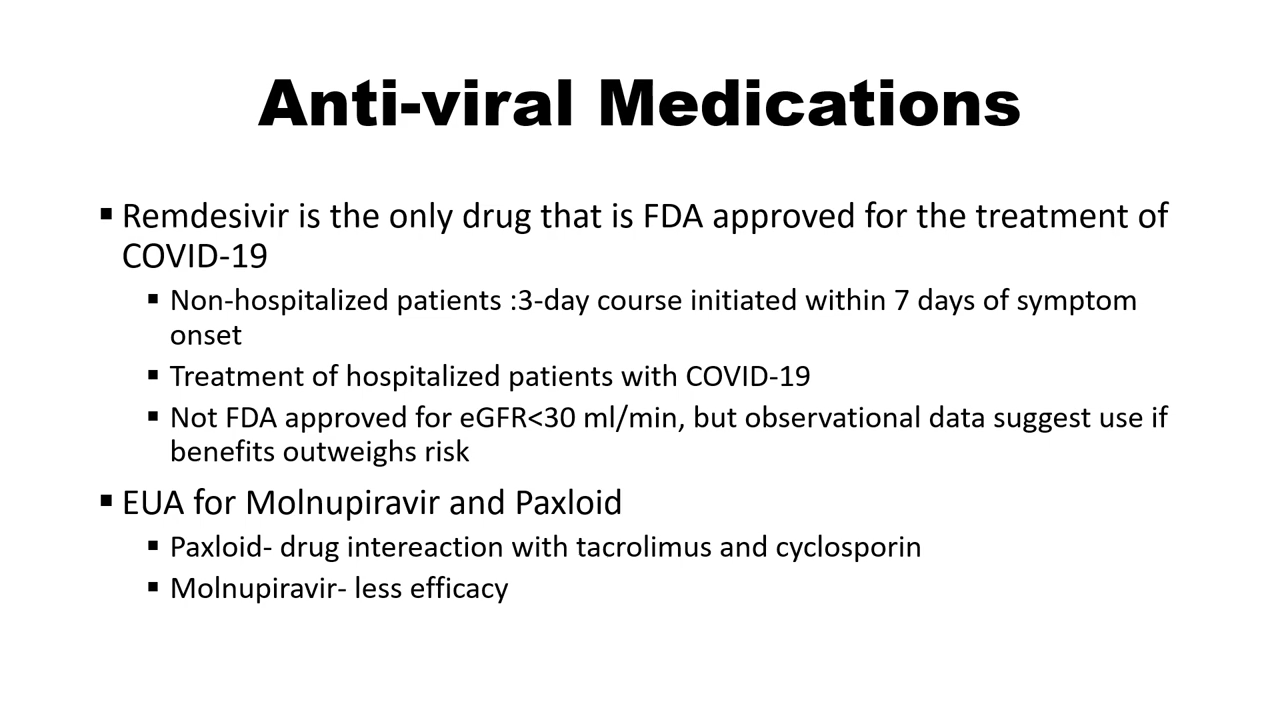 Anti-viral Medications
▪ Remdesivir is the only drug that is FDA approved for the treatment of
COVID-19
▪ Non-hospitalized patients :3-day course initiated within 7 days of symptom
onset
▪ Treatment of hospitalized patients with COVID-19
▪ Not FDA approved for eGFR<30 ml/min, but observational data suggest use if
benefits outweighs risk
▪ EUA for Molnupiravir and Paxloid
▪ Paxloid- drug intereaction with tacrolimus and cyclosporin
▪ Molnupiravir- less efficacy